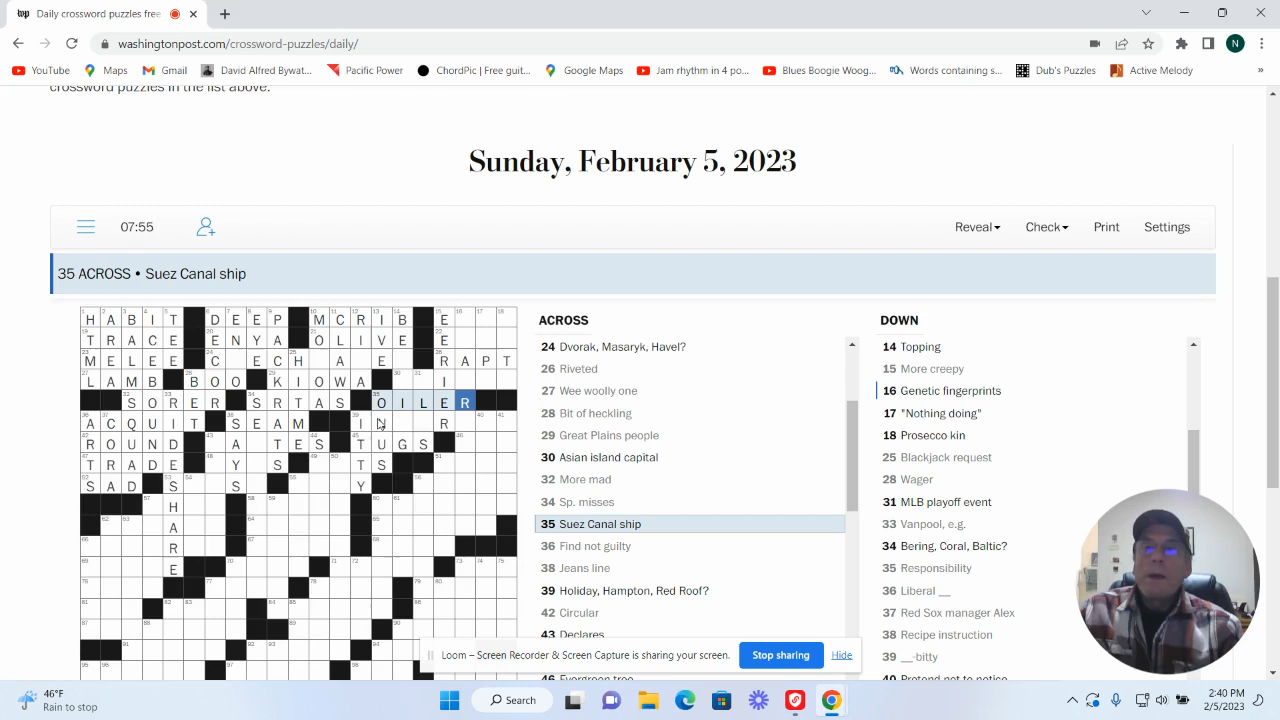 Daily crossword puzzles free
washingtonpost.com/crossword-puzzles/daily/
N
YouTube Maps Gmail David Alfred Bywat... Pacific Power ChordPic | Free guit... Google Maps Jam rhythm in 4 po... Blues Boogie Woog... Words containing s... Dub's Puzzles Active Melody »
crossword puzzles in the list above.
Sunday, February 5, 2023
07:55 Reveal Check Print Settings
35 ACROSS • Suez Canal ship
H A B I T D E E P M C R I B E
T R A C E E N Y A O L I V E E
M E L E E C E C H A E R A P T
L A M B B O O K I O W A I
S O R E R S R T A S O I L E R
A C Q U I T S E A M I R
R O U N D A T E S T U G S
T R A D E Y S T S
S A D S S Y
H
A
R
E
ACROSS
24 Dvorak, Masaryk, Havel?
26 Riveted
27 Wee woolly one
28 Bit of heckling
29 Great Plains people
30 Asian island capital
32 More mad
34 Sp. misses
35 Suez Canal ship
36 Find not guilty
38 Jeans line
39 Holiday, Hampton, Red Roof?
42 Circular
43 Declares
46 Evergreen tree
DOWN
14 Topping
15 More creepy
16 Genetic fingerprints
17 "Nothing doing"
18 Prosecco kin
25 Blackjack request
28 Wager
31 MLB playoff event
33 Vanpool, e.g.
34 Bering, Coral, Baltic?
35 Responsibility
36 Liberal __
37 Red Sox manager Alex
38 Recipe instruction
39 __-bitty
40 Pretend not to notice
Loom – Screen Recorder & Screen Capture is sharing your screen. Stop sharing Hide
46°F
Rain to stop
Search
2:40 PM
2/5/2023